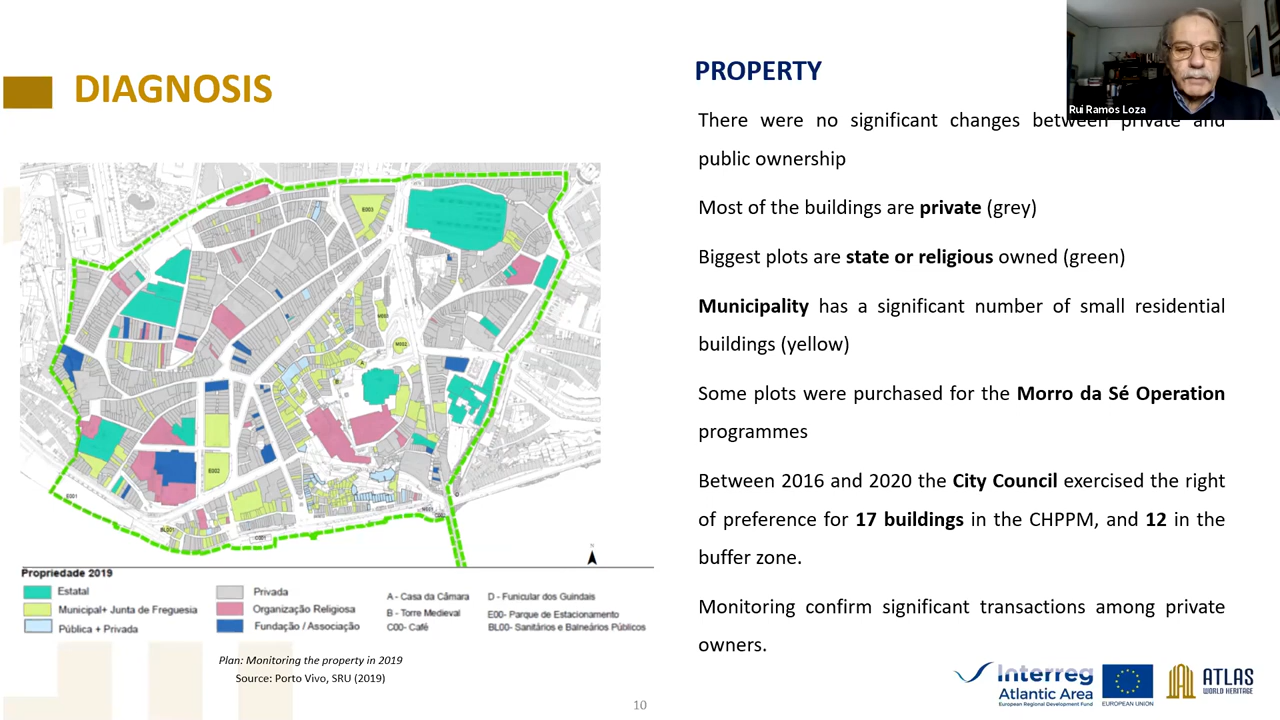 DIAGNOSIS
PROPERTY
Rui Ramos Loza
There were no significant changes between private and
public ownership
Most of the buildings are private (grey)
Biggest plots are state or religious owned (green)
Municipality has a significant number of small residential
buildings (yellow)
Some plots were purchased for the Morro da Sé Operation
programmes
Between 2016 and 2020 the City Council exercised the right
of preference for 17 buildings in the CHPPM, and 12 in the
buffer zone.
Monitoring confirm significant transactions among private
owners.
E003
M003
M002
A
B
E002
E001
BL001
C001
D
N
Propriedade 2019
Estatal
Municipal+ Junta de Freguesia
Pública + Privada
Privada
Organização Religiosa
Fundação / Associação
A - Casa da Câmara
B - Torre Medieval
C00- Café
D - Funicular dos Guindais
E00- Parque de Estacionamento
BL00- Sanitários e Balneários Públicos
Plan: Monitoring the property in 2019
Source: Porto Vivo, SRU (2019)
10
Interreg
Atlantic Area
European Regional Development Fund
EUROPEAN UNION
ATLAS
WORLD HERITAGE